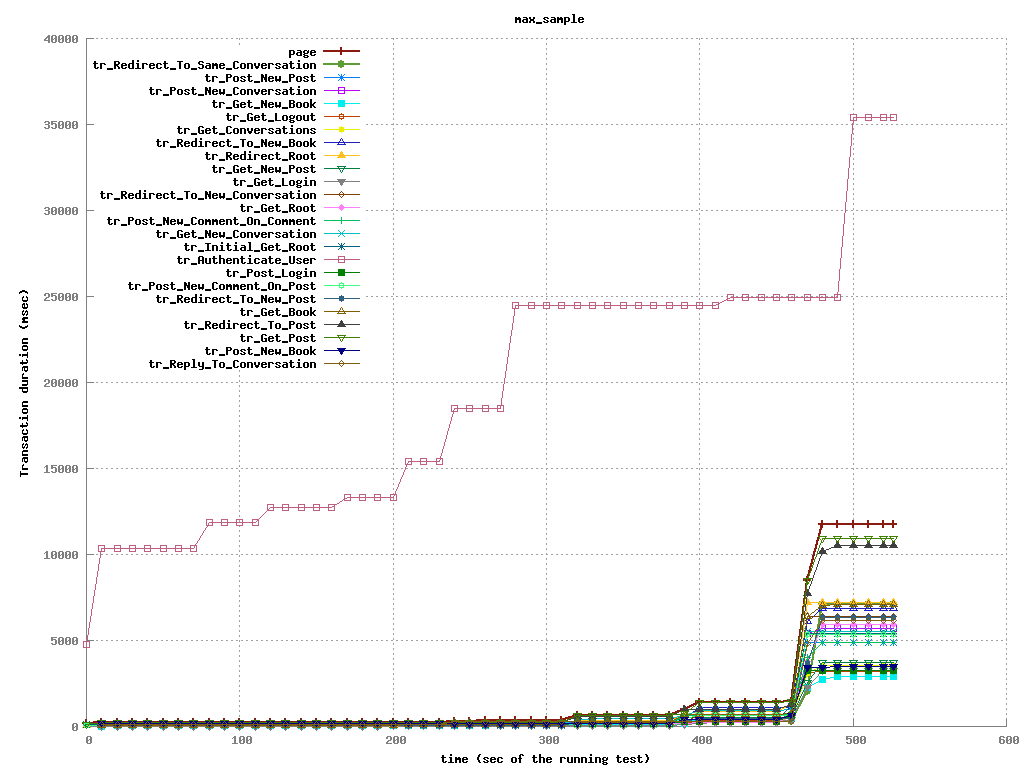 max_sample
40000
35000
30000
25000
20000
15000
10000
5000
0
Transaction duration (msec)
page
tr_Redirect_To_Same_Conversation
tr_Post_New_Post
tr_Post_New_Conversation
tr_Get_New_Book
tr_Get_Logout
tr_Get_Conversations
tr_Redirect_To_New_Book
tr_Redirect_Root
tr_Get_New_Post
tr_Get_Login
tr_Redirect_To_New_Conversation
tr_Get_Root
tr_Post_New_Comment_On_Comment
tr_Get_New_Conversation
tr_Initial_Get_Root
tr_Authenticate_User
tr_Post_Login
tr_Post_New_Comment_On_Post
tr_Redirect_To_New_Post
tr_Get_Book
tr_Redirect_To_Post
tr_Get_Post
tr_Post_New_Book
tr_Reply_To_Conversation
0 100 200 300 400 500 600
time (sec of the running test)